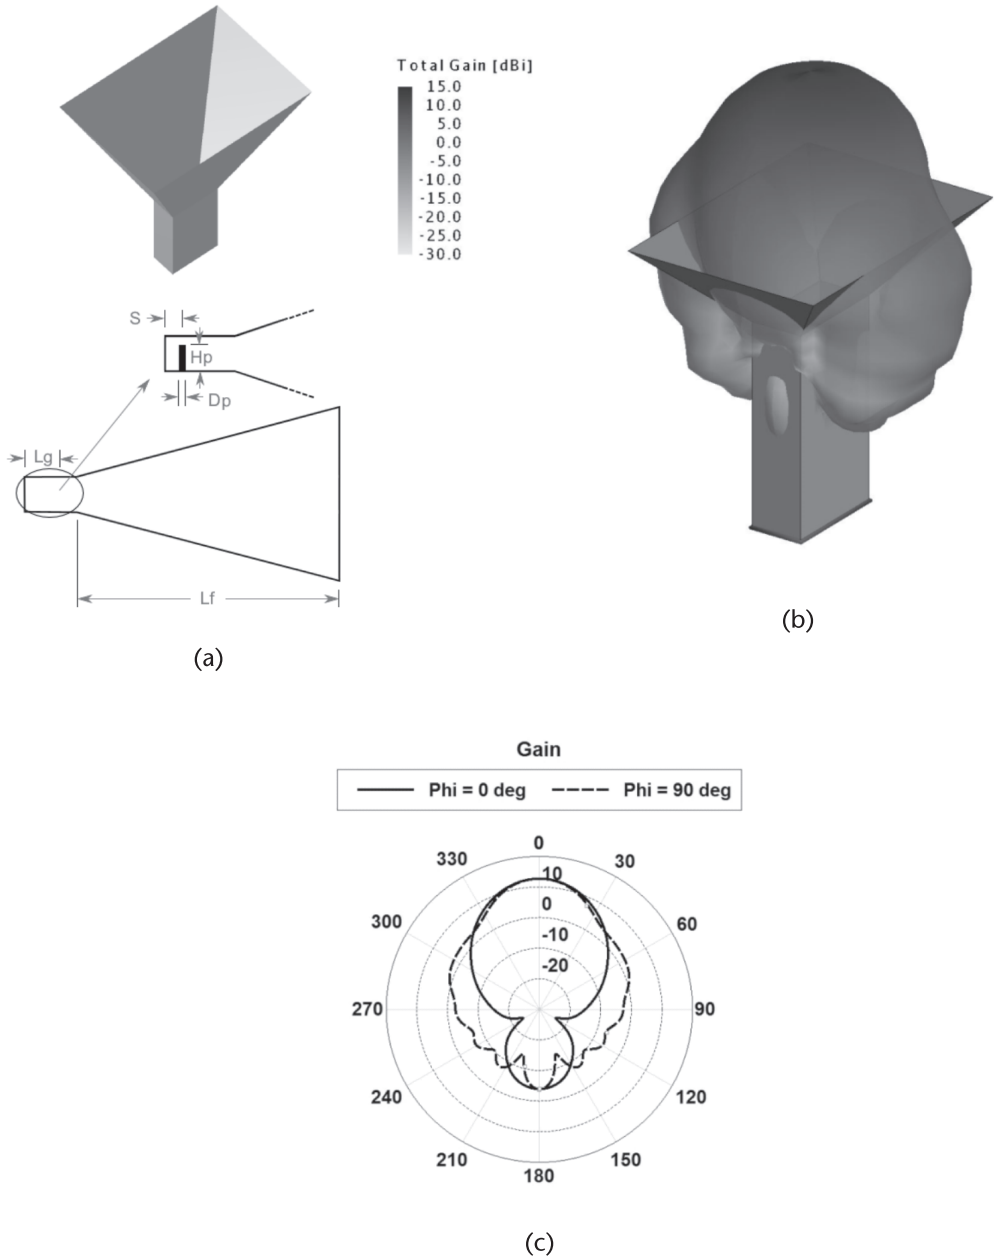 Total Gain [dBi]
15.0
10.0
5.0
0.0
-5.0
-10.0
-15.0
-20.0
-25.0
-30.0
S
Hp
Dp
Lg
Lf
(a)
(b)
Gain
Phi = 0 deg Phi = 90 deg
0
330 30
10
300 0 60
-10
-20
270 90
240 120
210 150
180
(c)